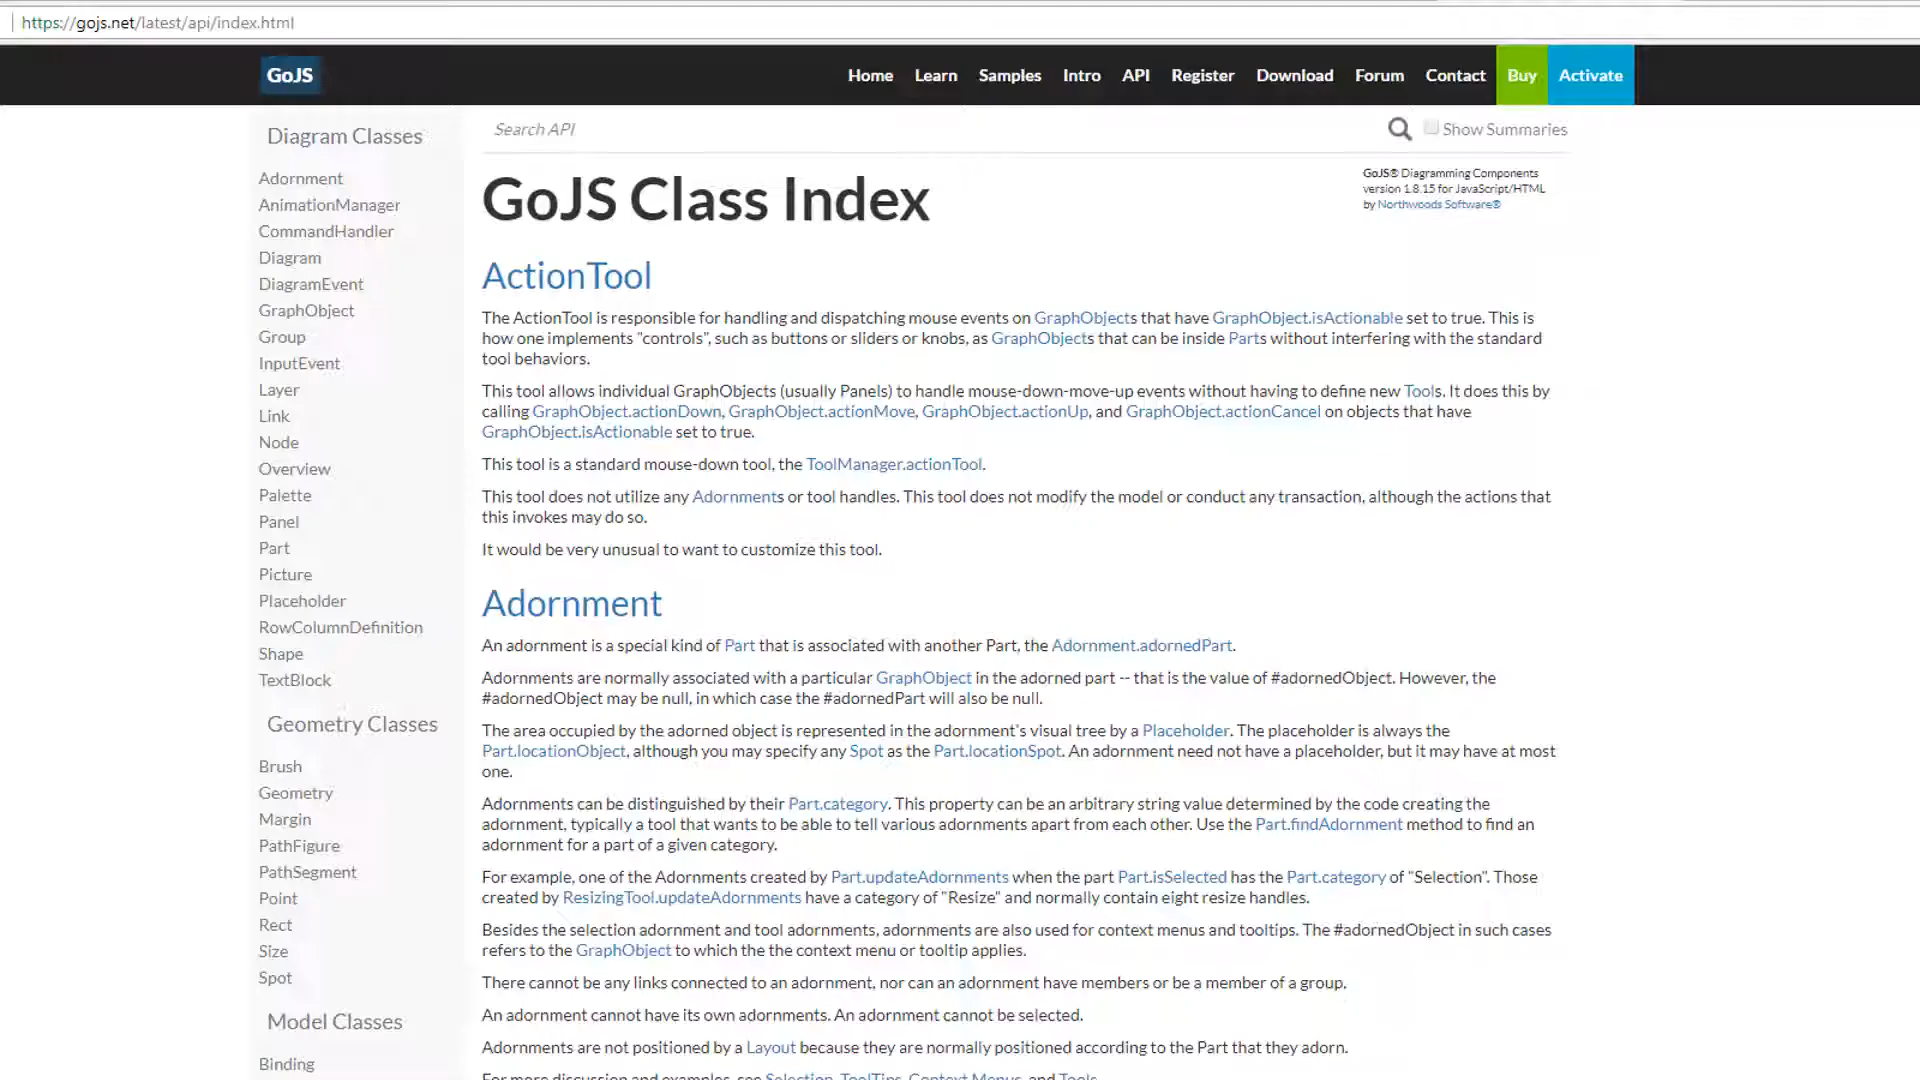 https://gojs.net/latest/api/index.html
GoJS
Home Learn Samples Intro API Register Download Forum Contact Buy Activate
Diagram Classes
Adornment
AnimationManager
CommandHandler
Diagram
DiagramEvent
GraphObject
Group
InputEvent
Layer
Link
Node
Overview
Palette
Panel
Part
Picture
Placeholder
RowColumnDefinition
Shape
TextBlock
Geometry Classes
Brush
Geometry
Margin
PathFigure
PathSegment
Point
Rect
Size
Spot
Model Classes
Binding
Search API
Show Summaries
GoJS® Diagramming Components
version 1.8.15 for JavaScript/HTML
by Northwoods Software®
GoJS Class Index
ActionTool
The ActionTool is responsible for handling and dispatching mouse events on GraphObjects that have GraphObject.isActionable set to true. This is
how one implements "controls", such as buttons or sliders or knobs, as GraphObjects that can be inside Parts without interfering with the standard
tool behaviors.
This tool allows individual GraphObjects (usually Panels) to handle mouse-down-move-up events without having to define new Tools. It does this by
calling GraphObject.actionDown, GraphObject.actionMove, GraphObject.actionUp, and GraphObject.actionCancel on objects that have
GraphObject.isActionable set to true.
This tool is a standard mouse-down tool, the ToolManager.actionTool.
This tool does not utilize any Adornments or tool handles. This tool does not modify the model or conduct any transaction, although the actions that
this invokes may do so.
It would be very unusual to want to customize this tool.
Adornment
An adornment is a special kind of Part that is associated with another Part, the Adornment.adornedPart.
Adornments are normally associated with a particular GraphObject in the adorned part -- that is the value of #adornedObject. However, the
#adornedObject may be null, in which case the #adornedPart will also be null.
The area occupied by the adorned object is represented in the adornment's visual tree by a Placeholder. The placeholder is always the
Part.locationObject, although you may specify any Spot as the Part.locationSpot. An adornment need not have a placeholder, but it may have at most
one.
Adornments can be distinguished by their Part.category. This property can be an arbitrary string value determined by the code creating the
adornment, typically a tool that wants to be able to tell various adornments apart from each other. Use the Part.findAdornment method to find an
adornment for a part of a given category.
For example, one of the Adornments created by Part.updateAdornments when the part Part.isSelected has the Part.category of "Selection". Those
created by ResizingTool.updateAdornments have a category of "Resize" and normally contain eight resize handles.
Besides the selection adornment and tool adornments, adornments are also used for context menus and tooltips. The #adornedObject in such cases
refers to the GraphObject to which the the context menu or tooltip applies.
There cannot be any links connected to an adornment, nor can an adornment have members or be a member of a group.
An adornment cannot have its own adornments. An adornment cannot be selected.
Adornments are not positioned by a Layout because they are normally positioned according to the Part that they adorn.
For more discussion and examples, see Selection, ToolTips, Context Menus, and Tools.